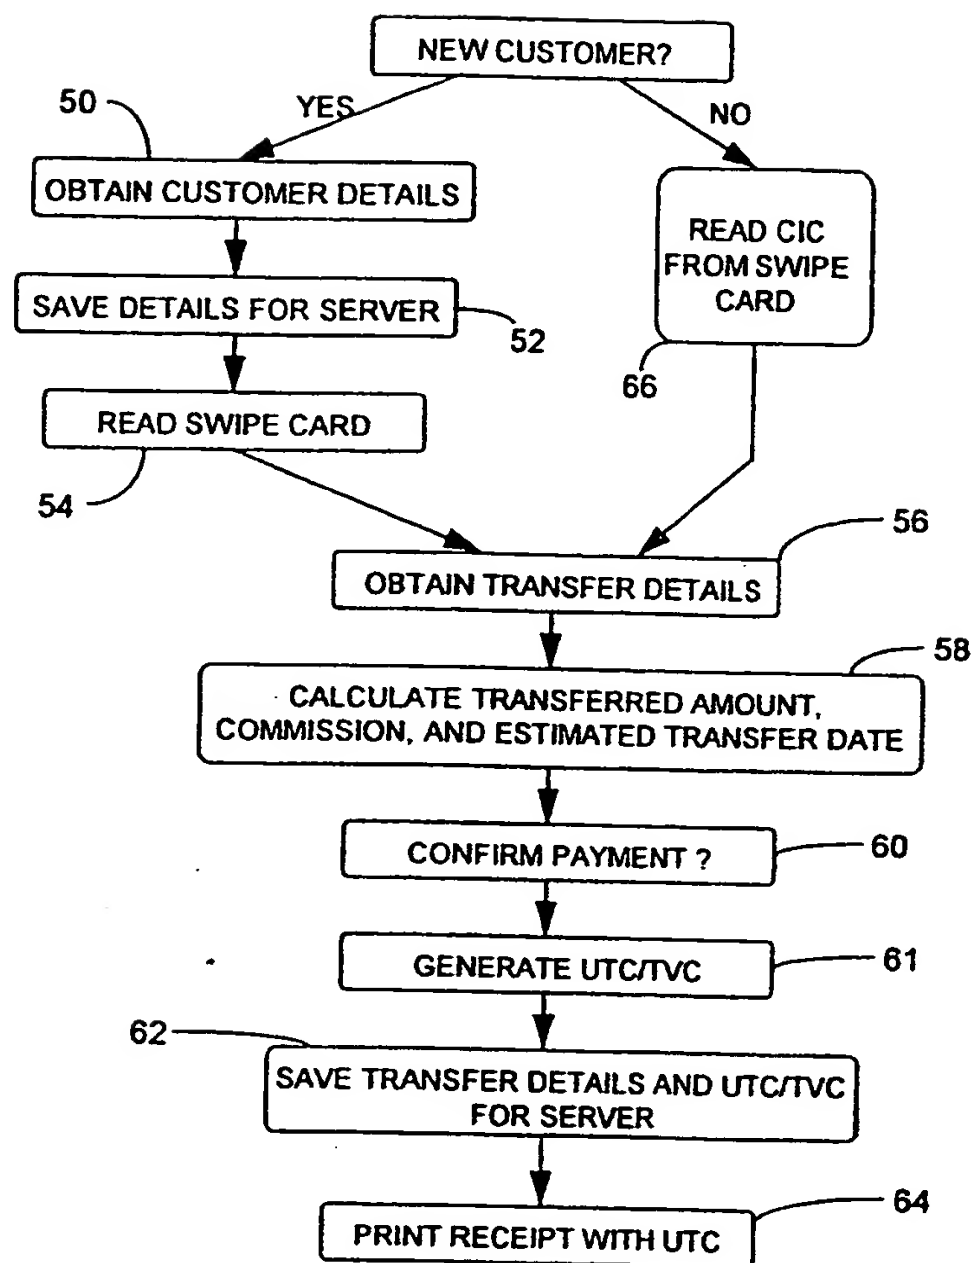 NEW CUSTOMER?
YES
NO
50
OBTAIN CUSTOMER DETAILS
READ CIC
FROM SWIPE
CARD
SAVE DETAILS FOR SERVER
52
66
READ SWIPE CARD
54
56
OBTAIN TRANSFER DETAILS
58
CALCULATE TRANSFERRED AMOUNT,
COMMISSION, AND ESTIMATED TRANSFER DATE
CONFIRM PAYMENT ?
60
GENERATE UTC/TVC
61
62
SAVE TRANSFER DETAILS AND UTC/TVC
FOR SERVER
64
PRINT RECEIPT WITH UTC